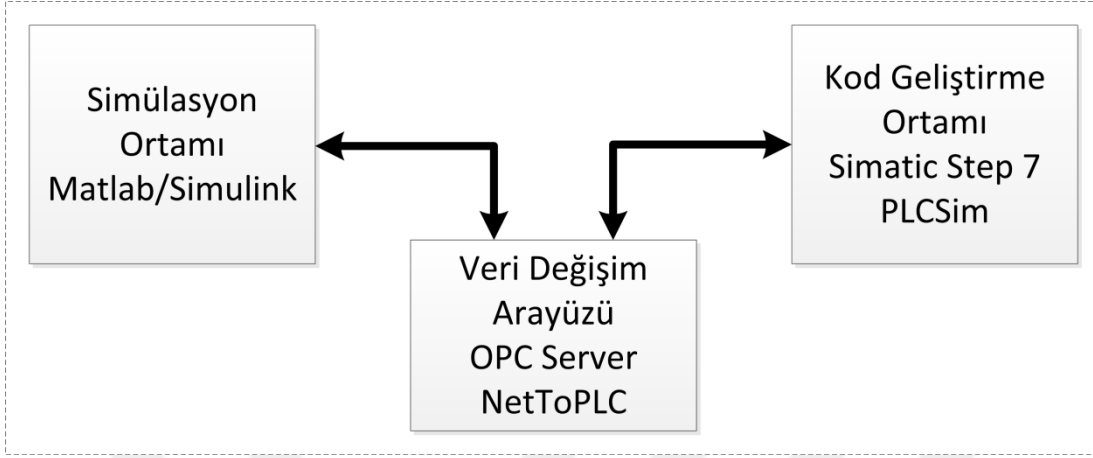 Simülasyon
Ortamı
Matlab/Simulink
Kod Geliştirme
Ortamı
Simatic Step 7
PLCSim
Veri Değişim
Arayüzü
OPC Server
NetToPLC